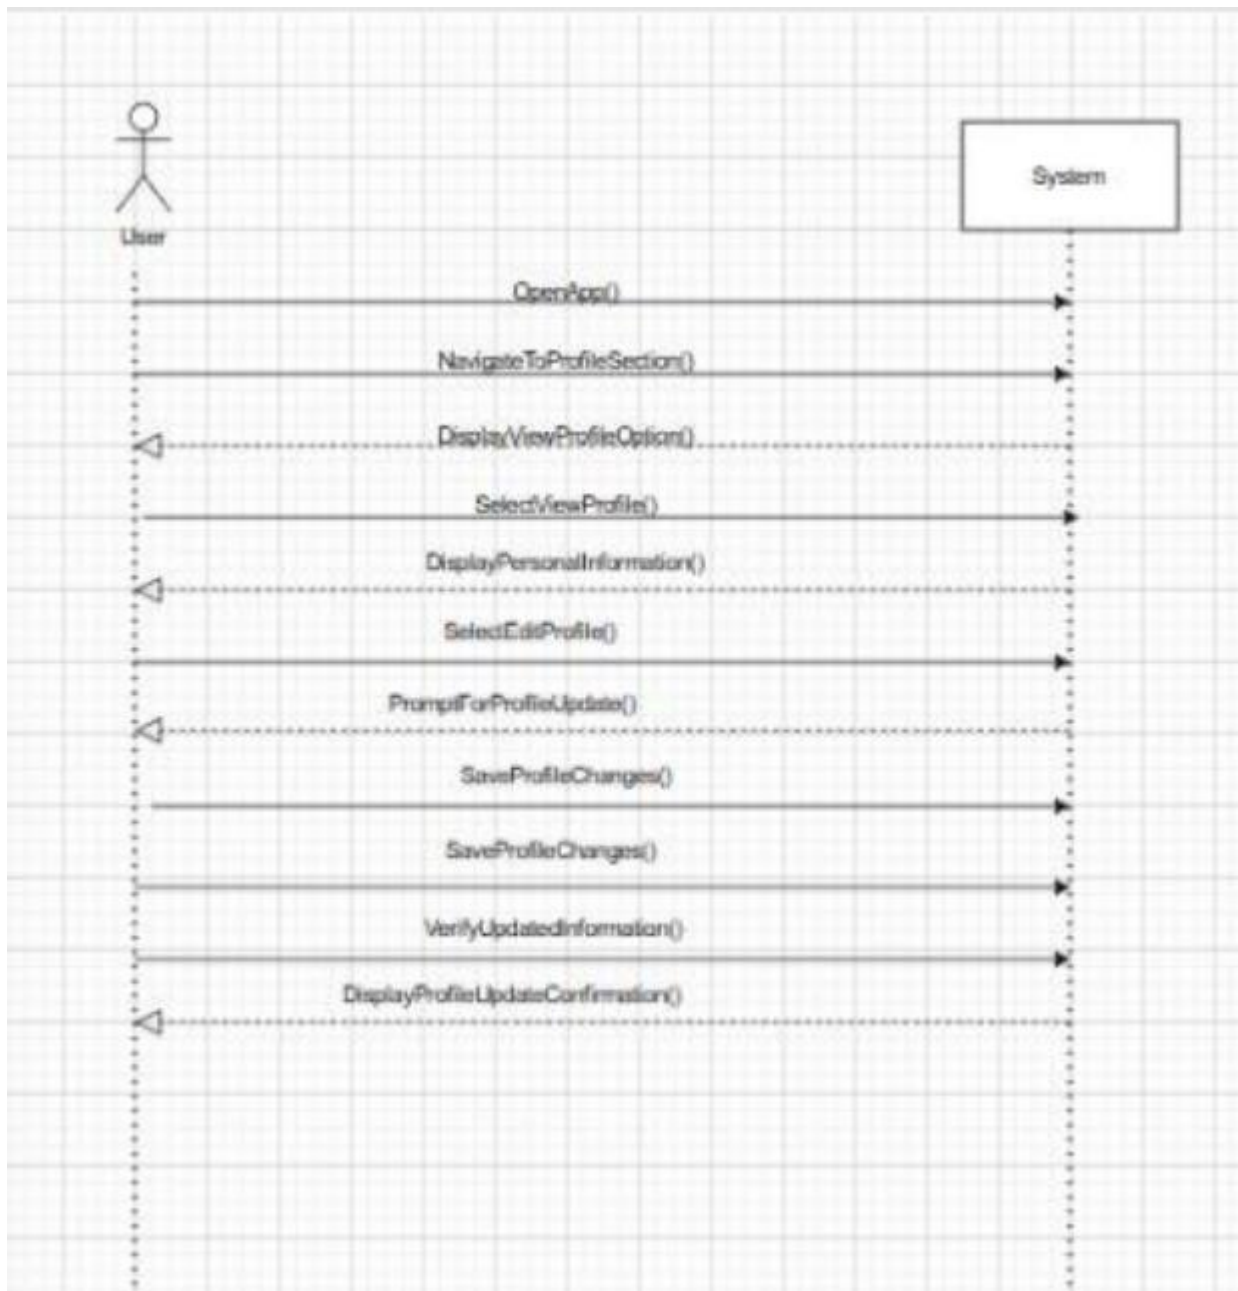 System
User
OpenApp()
NavigateToProfileSection()
DisplayViewProfileOption()
SelectViewProfile()
DisplayPersonalInformation()
SelectEditProfile()
PromptForProfileUpdate()
SaveProfileChanges()
SaveProfileChanges()
VerifyUpdatedInformation()
DisplayProfileUpdateConfirmation()